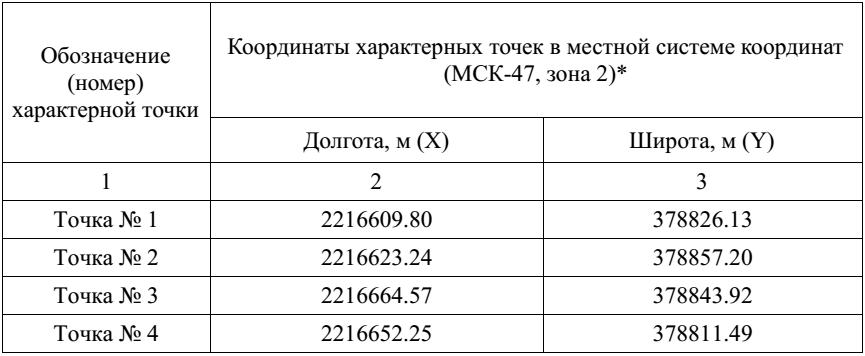 Обозначение
(номер)
характерной точки
Координаты характерных точек в местной системе координат
(МСК-47, зона 2)*
Долгота, м (X)
Широта, м (Y)
1 2 3
Точка № 1 2216609.80 378826.13
Точка № 2 2216623.24 378857.20
Точка № 3 2216664.57 378843.92
Точка № 4 2216652.25 378811.49